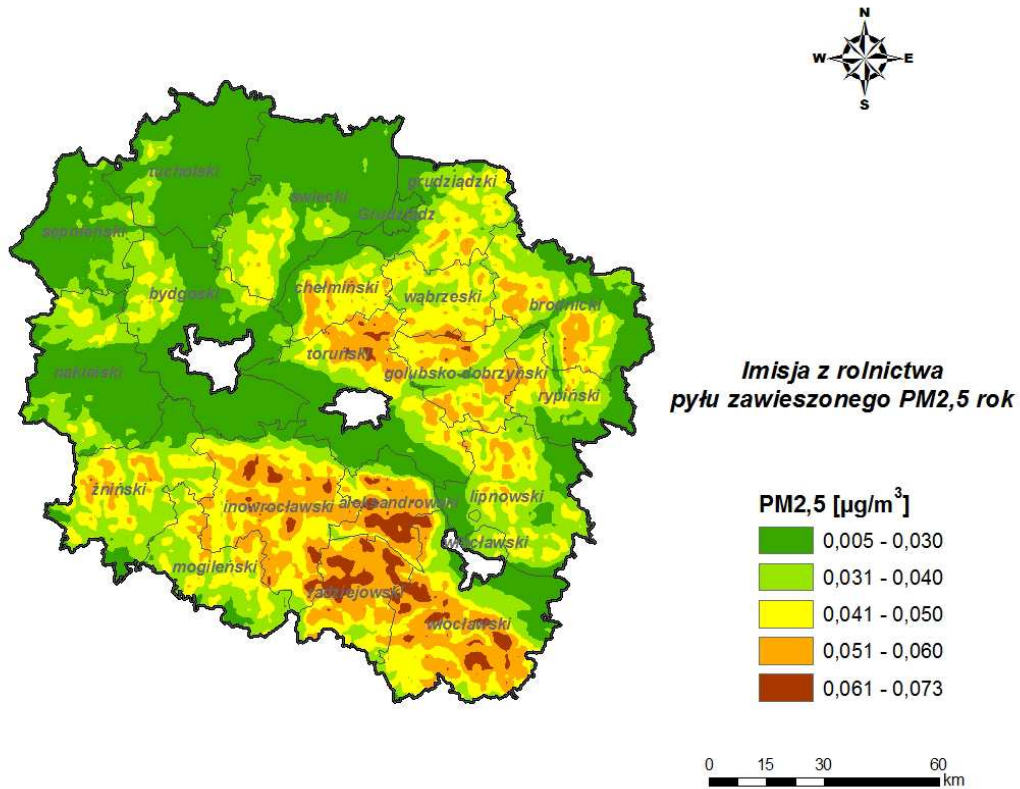 N
W E
S
tucholski
świecki
grudziądzki
Grudziądz
sępoleński
bydgoski
chełmiński
wąbrzeski
brodnicki
toruński
nakielski
golubsko-dobrzyński
rypiński
żniński
inowrocławski
aleksandrowski
lipnowski
włocławski
mogileński
radziejowski
włocławski
Imisja z rolnictwa
pyłu zawieszonego PM2,5 rok
PM2,5 [µg/m³]
0,005 - 0,030
0,031 - 0,040
0,041 - 0,050
0,051 - 0,060
0,061 - 0,073
0 15 30 60
km